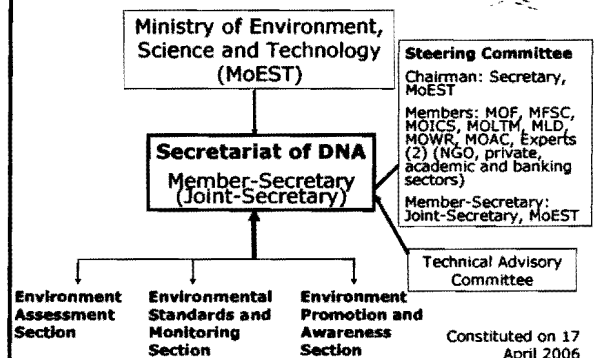 Ministry of Environment,
Science and Technology
(MoEST)
Steering Committee
Chairman: Secretary,
MoEST
Members: MOF, MFSC,
MOICS, MOLTM, MLD,
MOWR, MOAC, Experts
(2) (NGO, private,
academic and banking
sectors)
Member-Secretary:
Joint-Secretary, MoEST
Secretariat of DNA
Member-Secretary
(Joint-Secretary)
Technical Advisory
Committee
Environment
Assessment
Section
Environmental
Standards and
Monitoring
Section
Environment
Promotion and
Awareness
Section
Constituted on 17
April 2006